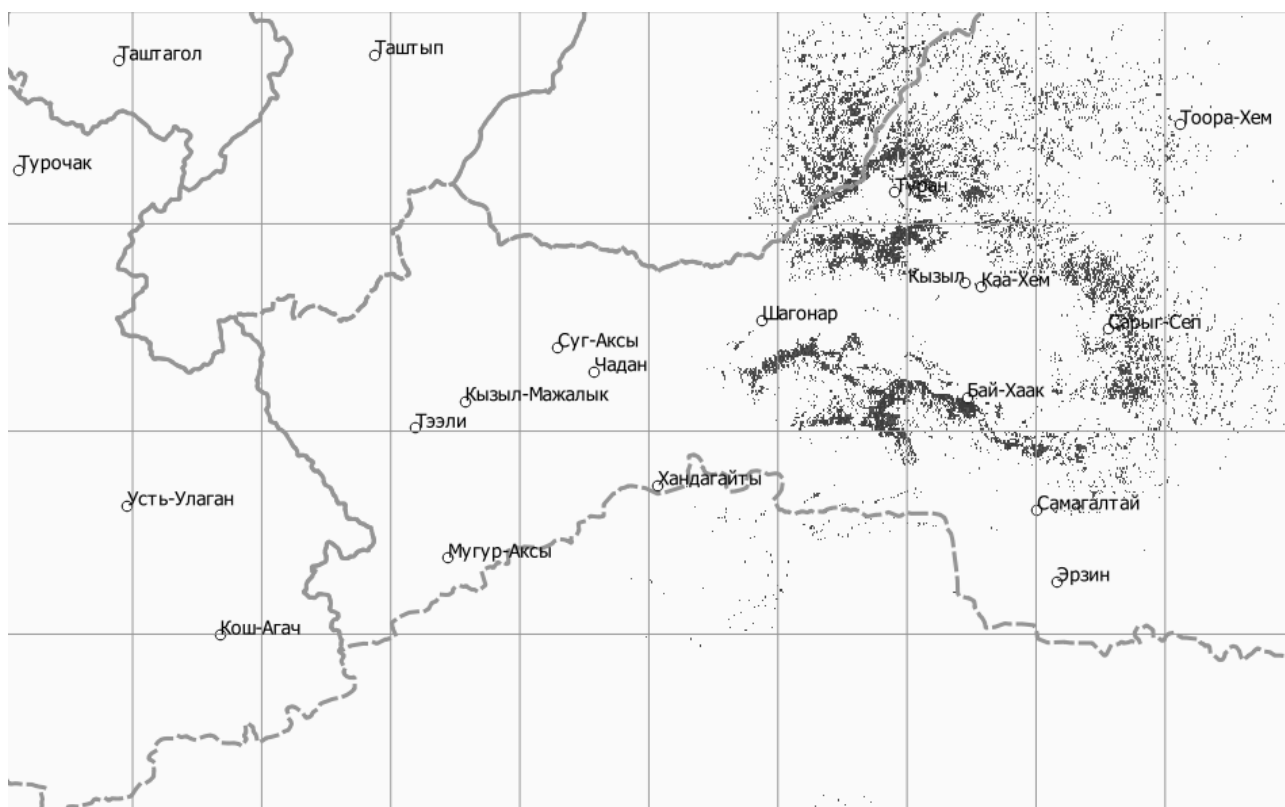 Таштагол
Таштып
Тоора-Хем
Турочак
Туран
Кызыл
Каа-Хем
Шагонар
Сарыг-Сеп
Суг-Аксы
Чадан
Кызыл-Мажалык
Бай-Хаак
Тээли
Хандагайты
Усть-Улаган
Самагалтай
Мугур-Аксы
Эрзин
Кош-Агач